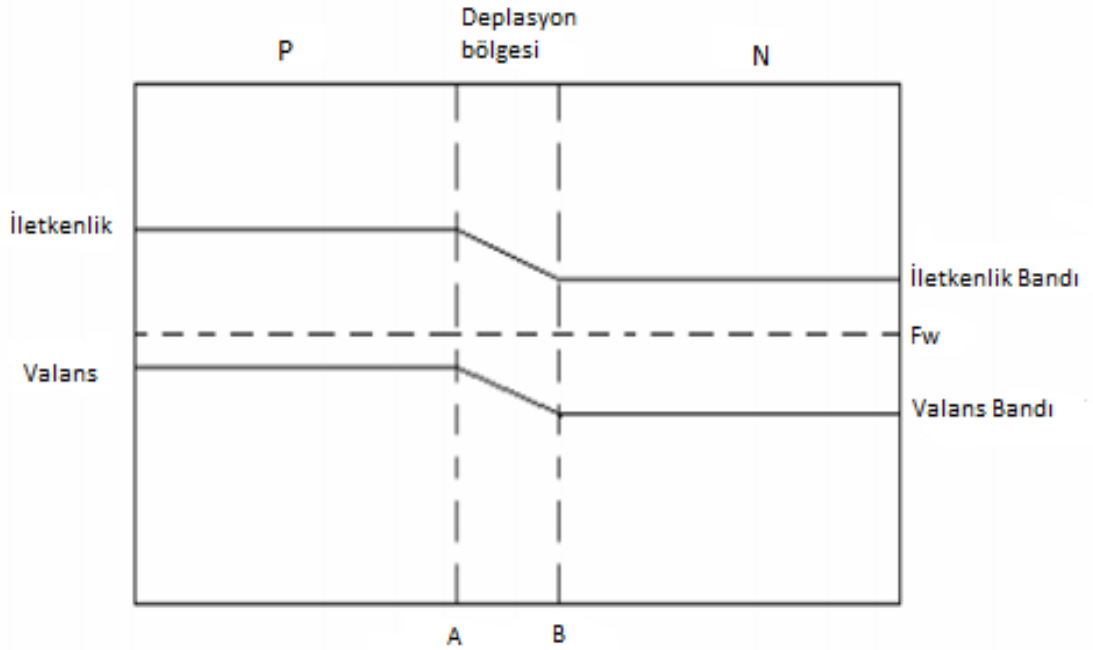 Deplasyon
bölgesi
P
N
İletkenlik
İletkenlik Bandı
Fw
Valans
Valans Bandı
A
B